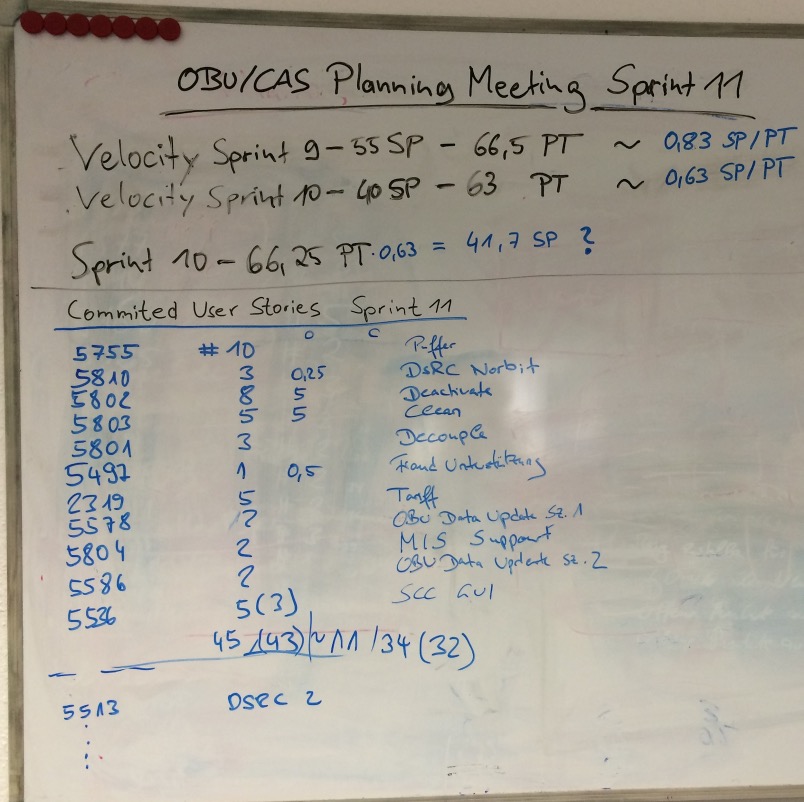 OBU/CAS Planning Meeting Sprint 11
Velocity Sprint 9 – 55 SP – 66,5 PT ~ 0,83 SP/PT
Velocity Sprint 10 – 40 SP – 63 PT ~ 0,63 SP/PT
Sprint 10 – 66,25 PT · 0,63 = 41,7 SP ?
Commited User Stories Sprint 11
O C
5755 # 10 Puffer
5810 3 0,25 DSRC Norbit
5802 8 5 Deactivate
5803 5 5 Clean
5801 3 Decouple
5497 1 0,5 Fraud Unterstützung
2319 5 Tariff
5578 2 OBU Data Update Sz. 1
5804 2 MIS Support
5586 2 OBU Data Update Sz. 2
5536 5 (3) SCC GUI
45 (43) ~ 11 / 34 (32)
5513 DSRC 2